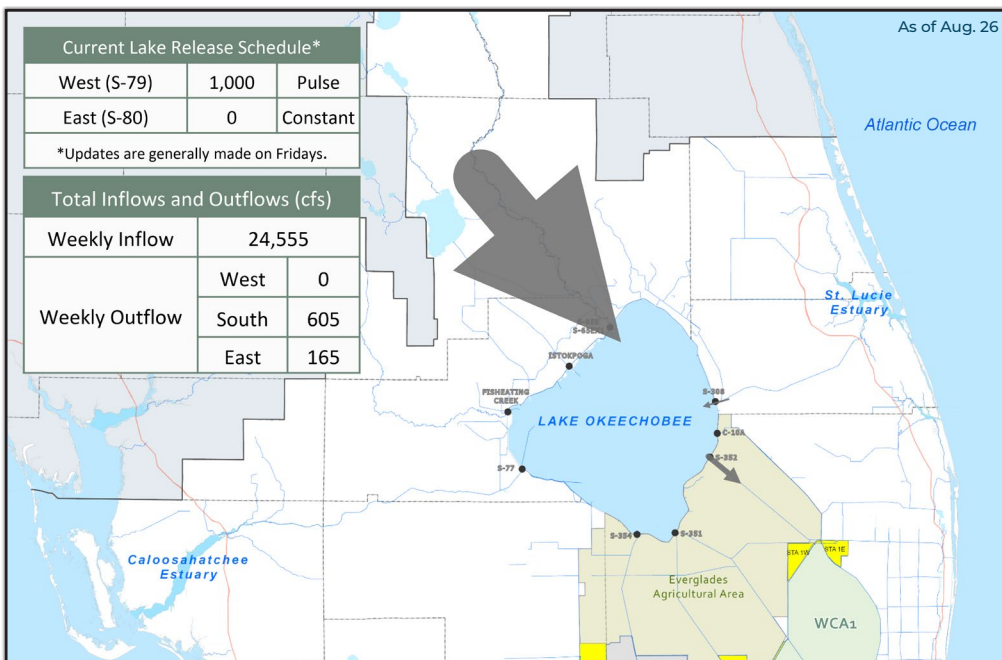 As of Aug. 26
Current Lake Release Schedule*
West (S-79) 1,000 Pulse
East (S-80) 0 Constant
*Updates are generally made on Fridays.
Total Inflows and Outflows (cfs)
Weekly Inflow 24,555
Weekly Outflow
West 0
South 605
East 165
Atlantic Ocean
St. Lucie
Estuary
ISTOKPOGA
FISHEATING
CREEK
S-308
LAKE OKEECHOBEE
C-10A
S-352
S-77
S-354
S-351
Caloosahatchee
Estuary
Everglades
Agricultural Area
STA 1W
STA 1E
WCA1